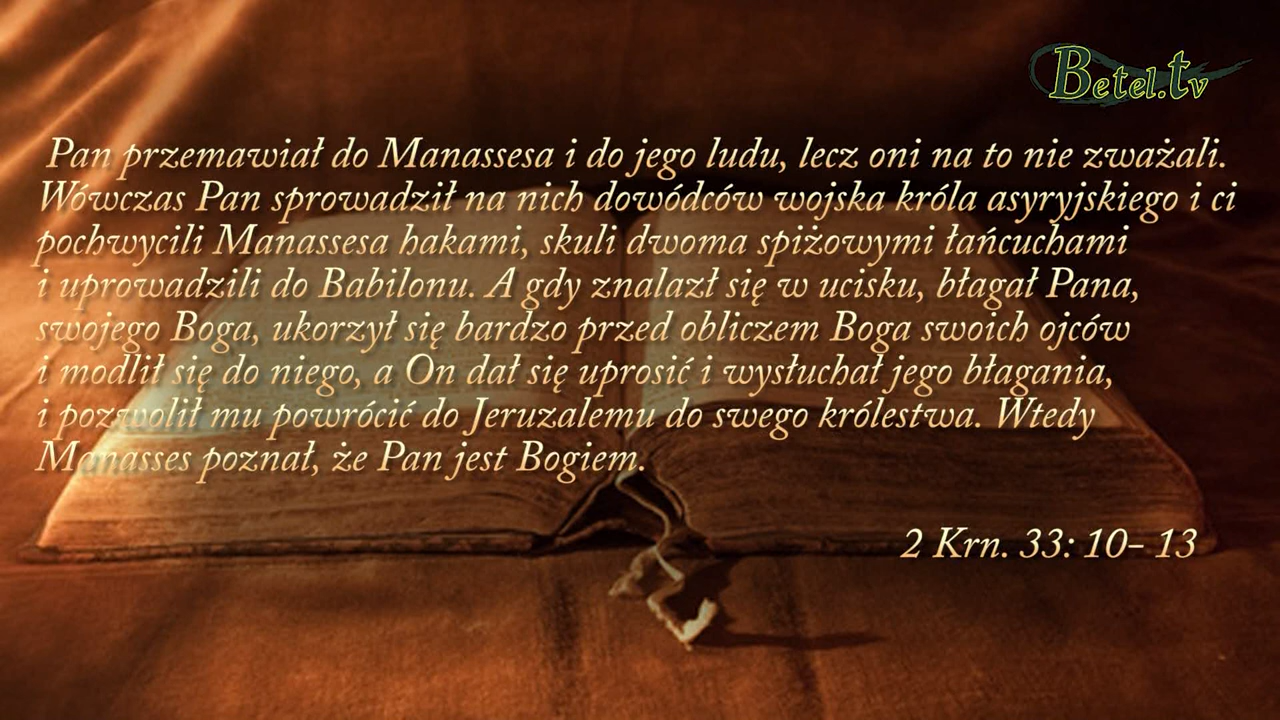 Betel.tv
Pan przemawiał do Manassesa i do jego ludu, lecz oni na to nie zważali.
Wówczas Pan sprowadził na nich dowódców wojska króla asyryjskiego i ci
pochwycili Manassesa hakami, skuli dwoma spiżowymi łańcuchami
i uprowadzili do Babilonu. A gdy znalazł się w ucisku, błagał Pana,
swojego Boga, ukorzył się bardzo przed obliczem Boga swoich ojców
i modlił się do niego, a On dał się uprosić i wysłuchał jego błagania,
i pozwolił mu powrócić do Jeruzalemu do swego królestwa. Wtedy
Manasses poznał, że Pan jest Bogiem.
2 Krn. 33: 10- 13